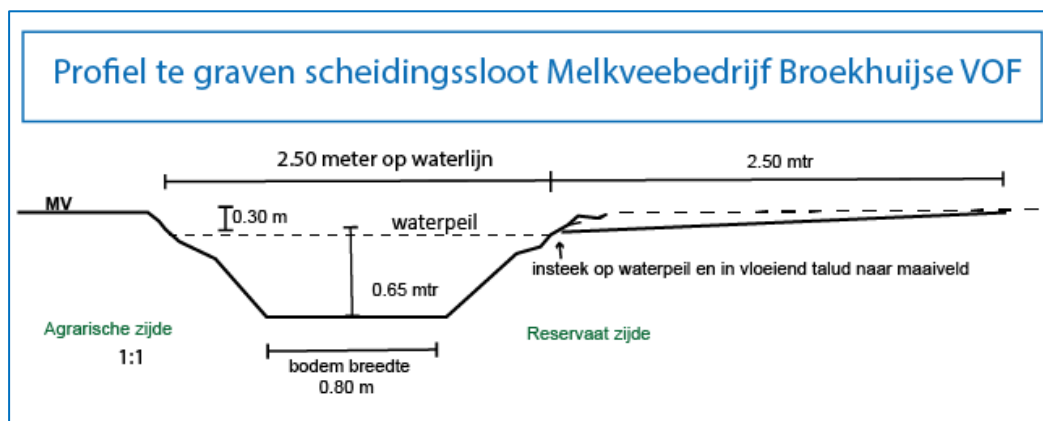 Profiel te graven scheidingssloot Melkveebedrijf Broekhuijse VOF
2.50 meter op waterlijn
2.50 mtr
MV
0.30 m
waterpeil
insteek op waterpeil en in vloeiend talud naar maaiveld
0.65 mtr
Agrarische zijde
1:1
Reservaat zijde
bodem breedte
0.80 m